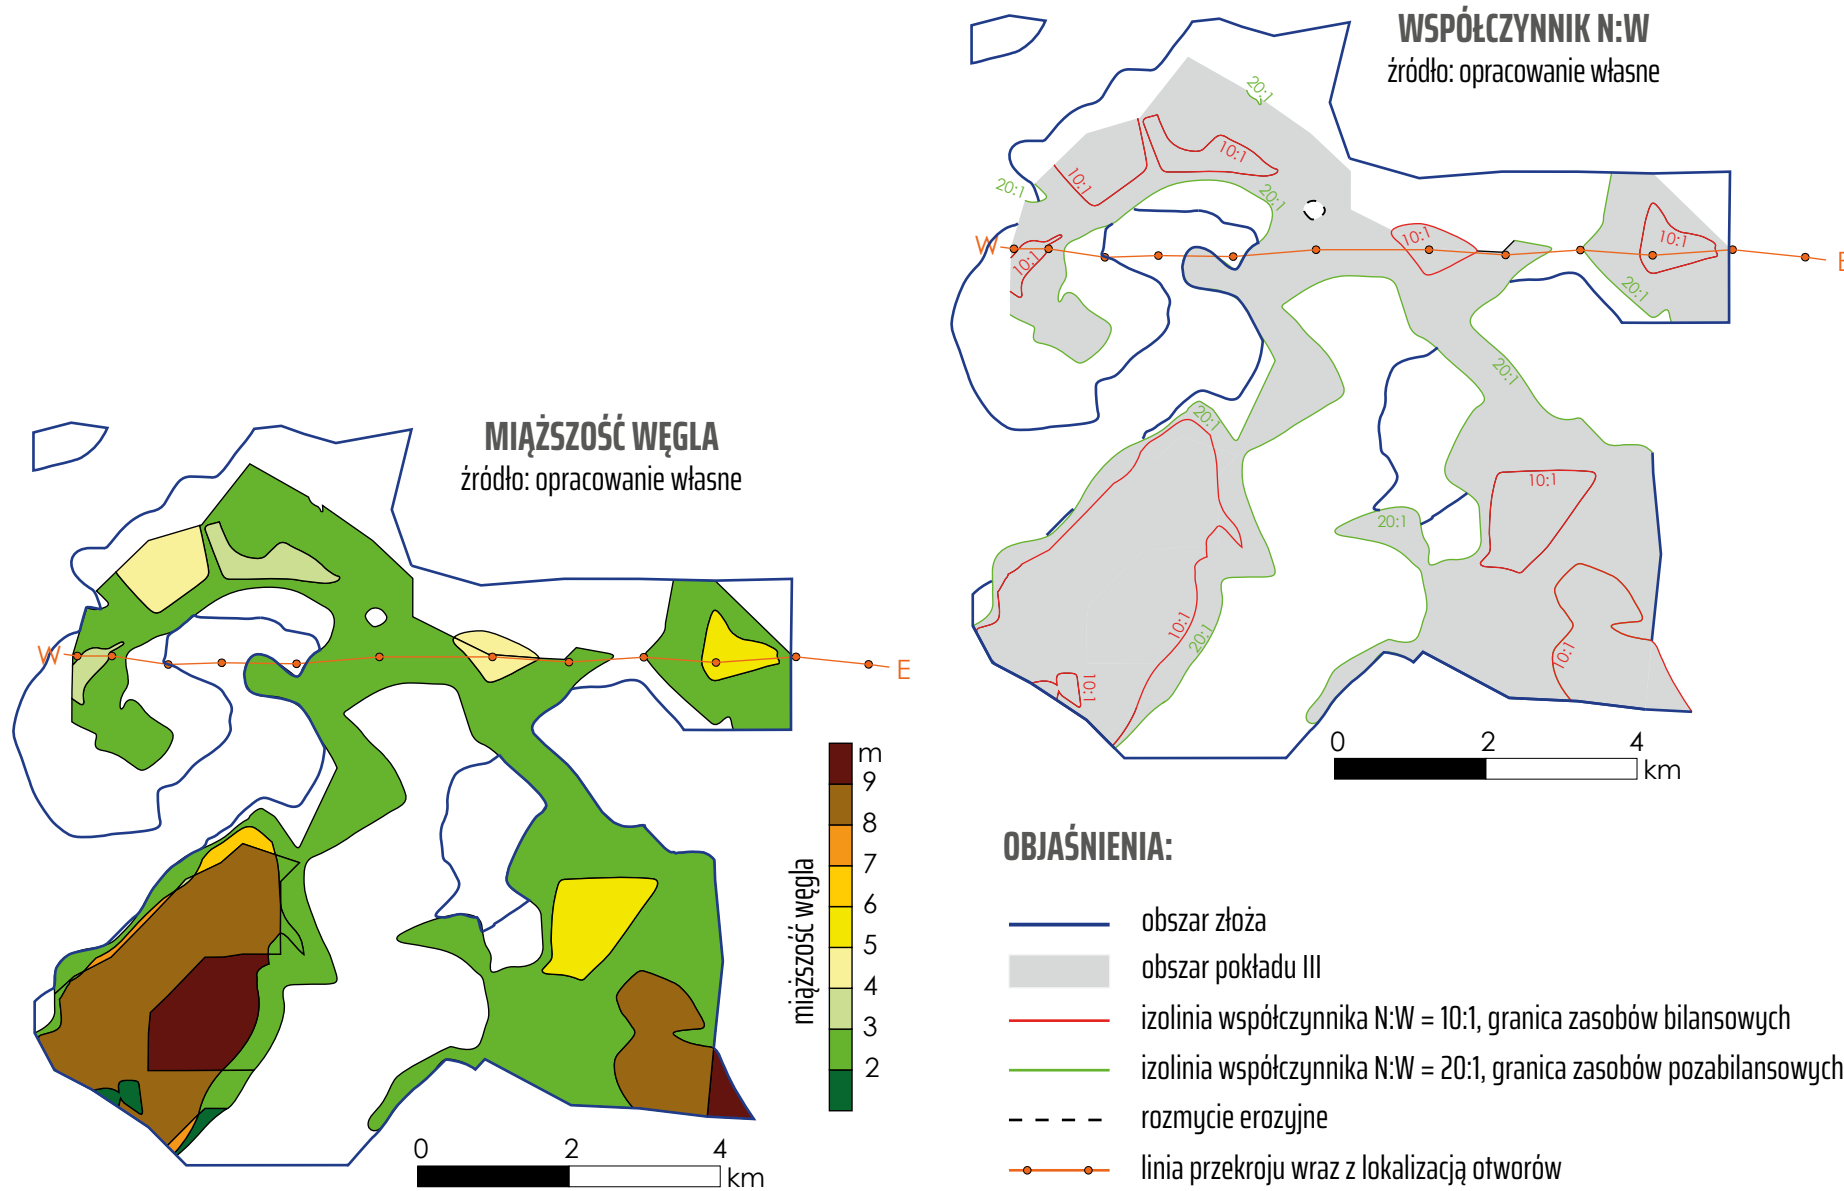 WSPÓŁCZYNNIK N:W
źródło: opracowanie własne
20:1
10:1
10:1
20:1
20:1
W
10:1
10:1
10:1
E
20:1
20:1
20:1
10:1
20:1
10:1
20:1
10:1
10:1
0 2 4
km
MIĄŻSZOŚĆ WĘGLA
źródło: opracowanie własne
W
E
miąższość węgla
m
9
8
7
6
5
4
3
2
0 2 4
km
OBJAŚNIENIA:
obszar złoża
obszar pokładu III
izolinia współczynnika N:W = 10:1, granica zasobów bilansowych
izolinia współczynnika N:W = 20:1, granica zasobów pozabilansowych
rozmycie erozyjne
linia przekroju wraz z lokalizacją otworów